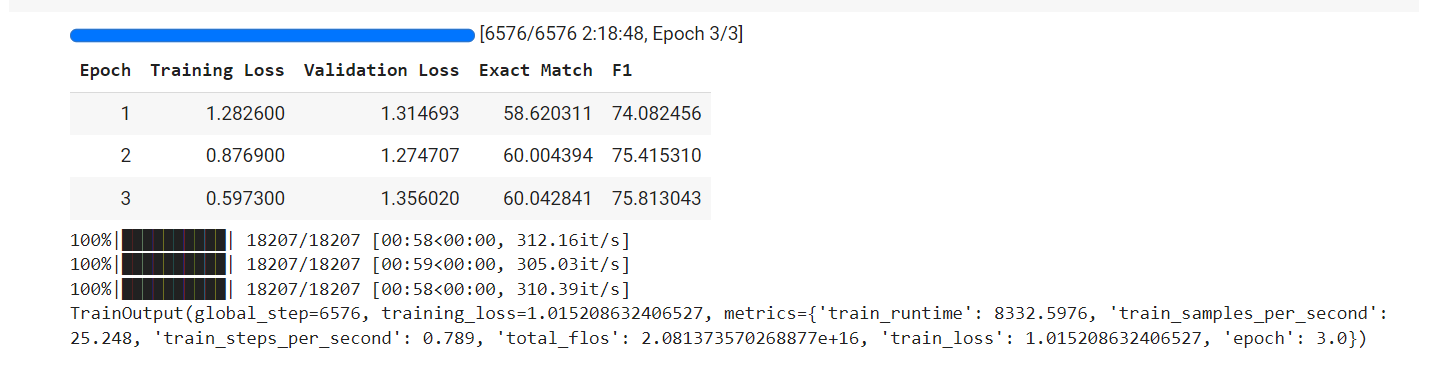 [6576/6576 2:18:48, Epoch 3/3]
Epoch Training Loss Validation Loss Exact Match F1
1 1.282600 1.314693 58.620311 74.082456
2 0.876900 1.274707 60.004394 75.415310
3 0.597300 1.356020 60.042841 75.813043
100%|██████████| 18207/18207 [00:58<00:00, 312.16it/s]
100%|██████████| 18207/18207 [00:59<00:00, 305.03it/s]
100%|██████████| 18207/18207 [00:58<00:00, 310.39it/s]
TrainOutput(global_step=6576, training_loss=1.015208632406527, metrics={'train_runtime': 8332.5976, 'train_samples_per_second':
25.248, 'train_steps_per_second': 0.789, 'total_flos': 2.081373570268877e+16, 'train_loss': 1.015208632406527, 'epoch': 3.0})